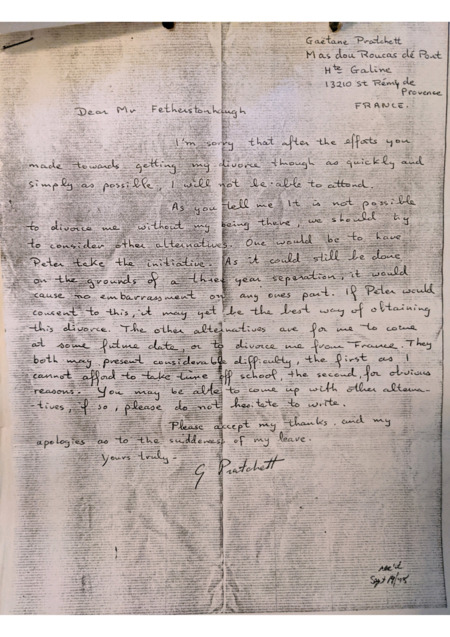 Gaetane Pratchett
Mas dou Roucas de Pont
Hte Galine
13210 St Rémy de
Provence
FRANCE.
Dear Mr Fetherstonhaugh
I'm sorry that after the efforts you
made towards getting my divorce though as quickly and
simply as possible, I will not be able to attend.
As you tell me It is not possible
to divorce me without my being there, we should try
to consider other alternatives. One would be to have
Peter take the initiative. As it could still be done
on the grounds of a three year seperation, it would
cause no embarrassment on any ones part. If Peter would
consent to this, it may yet be the best way of obtaining
this divorce. The other alternatives are for me to come
at some future date, or to divorce me from France. They
both may present considerable difficulty, the first as I
cannot afford to take time off school, the second, for obvious
reasons. You may be able to come up with other alterna-
-tives, if so, please do not hesitate to write.
Please accept my thanks, and my
apologies as to the suddeness of my leave.
Yours truly -
G Pratchett
rec'd
Sept 19/75